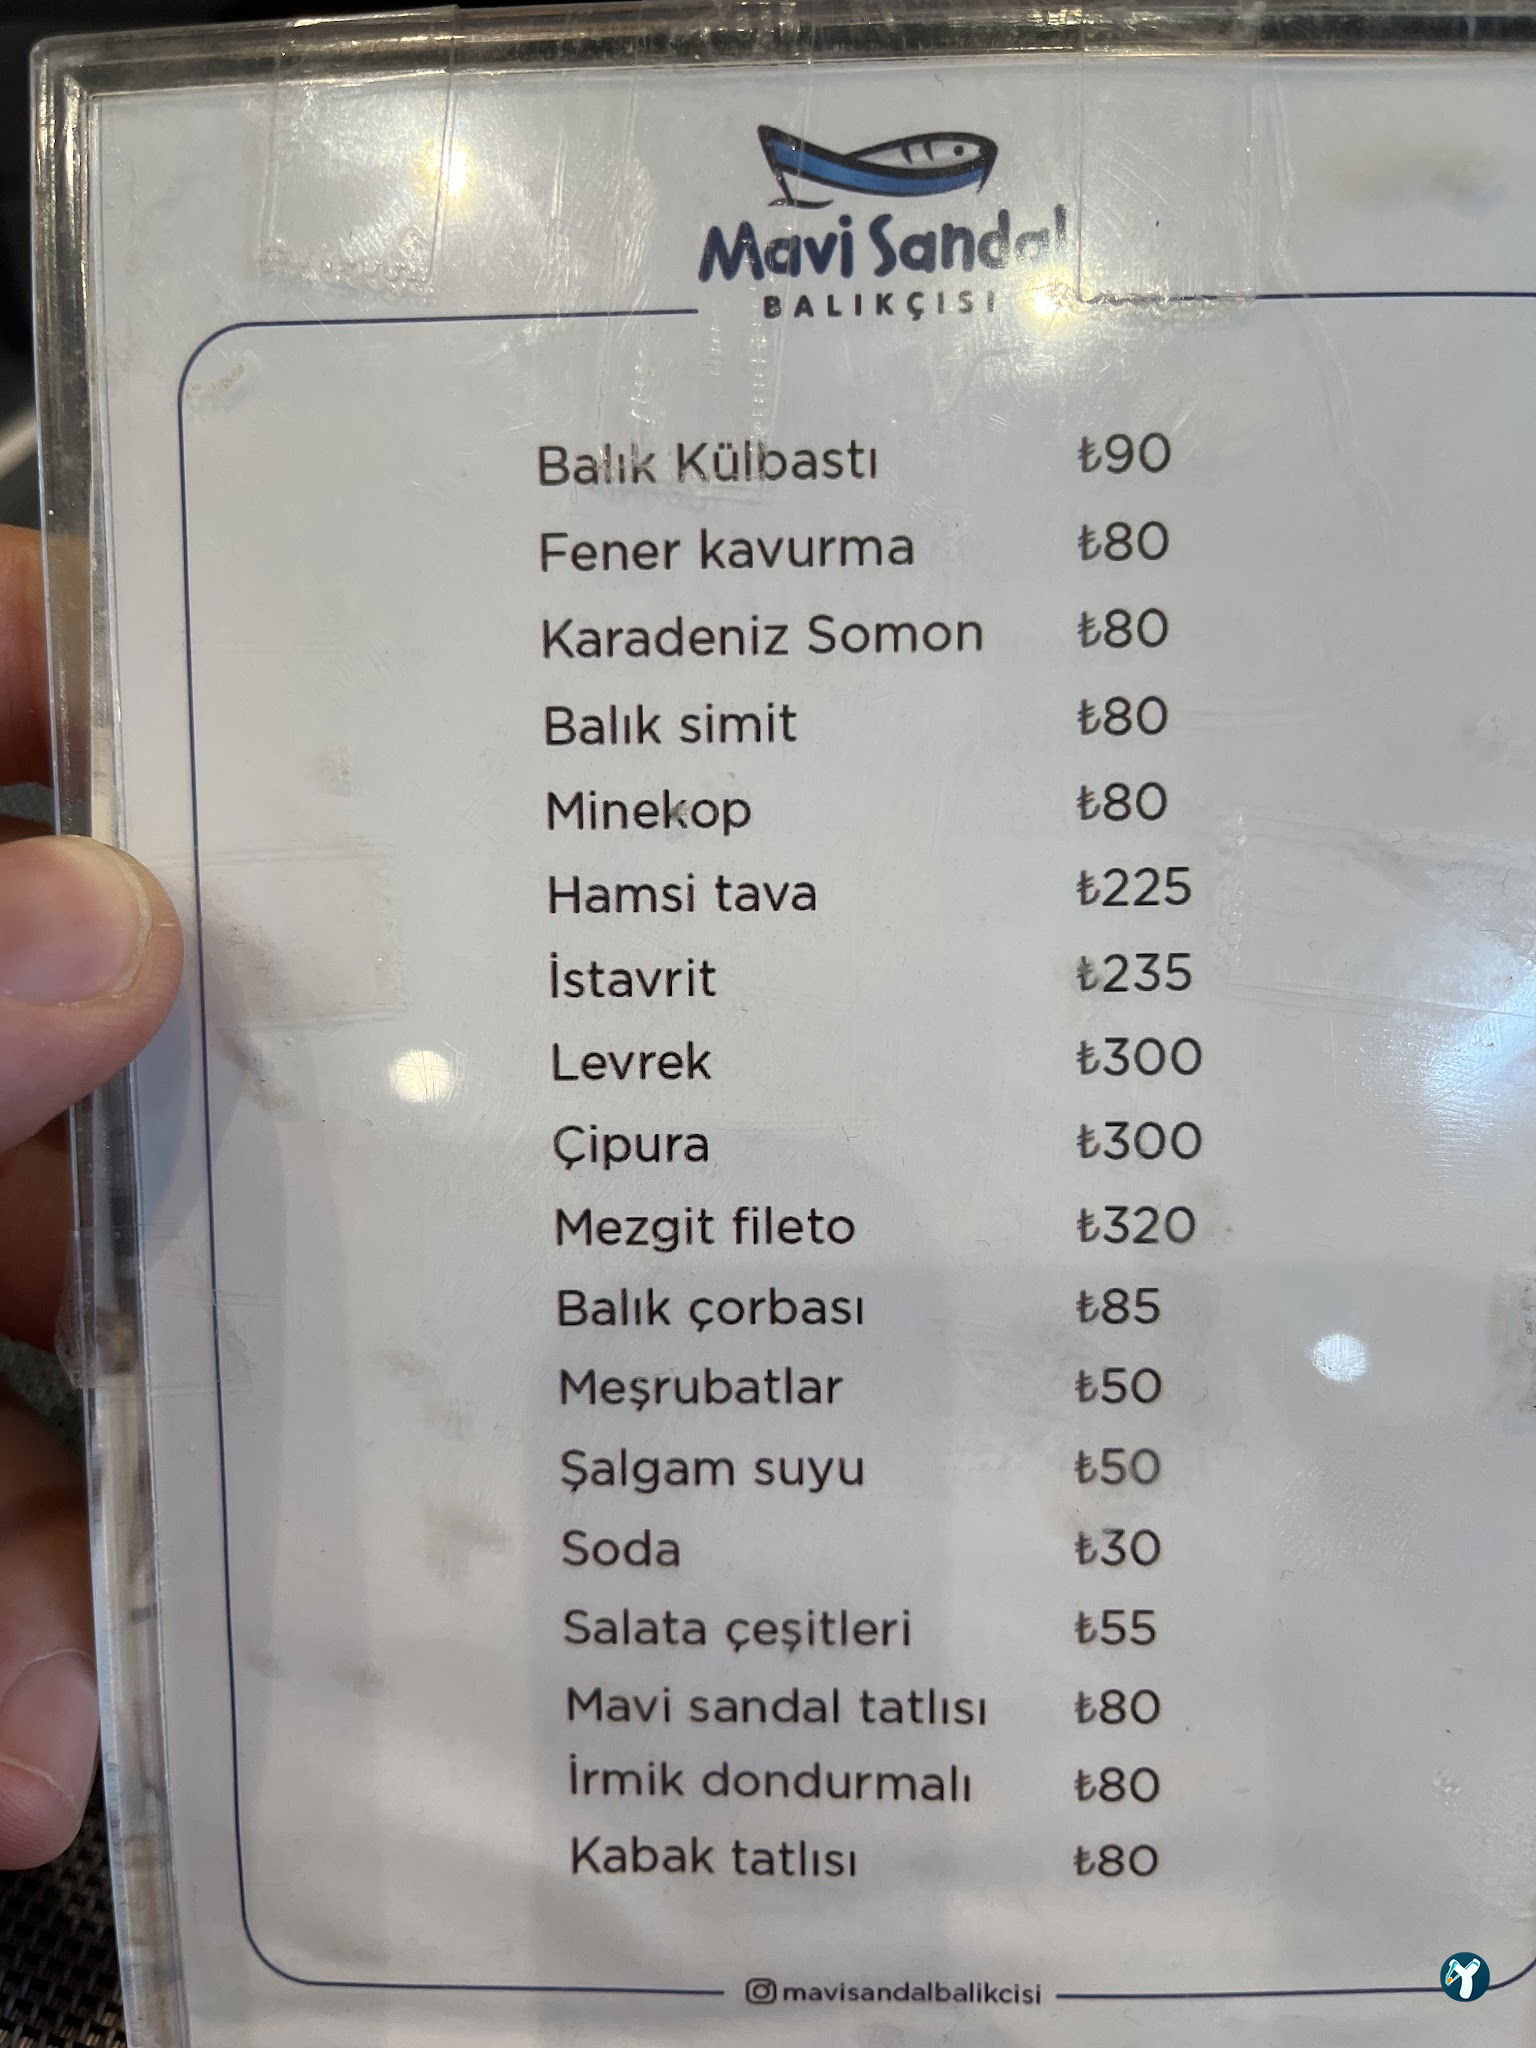 Mavi Sandal
BALIKÇISI
Balık Külbastı ₺90
Fener kavurma ₺80
Karadeniz Somon ₺80
Balık simit ₺80
Minekop ₺80
Hamsi tava ₺225
İstavrit ₺235
Levrek ₺300
Çipura ₺300
Mezgit fileto ₺320
Balık çorbası ₺85
Meşrubatlar ₺50
Şalgam suyu ₺50
Soda ₺30
Salata çeşitleri ₺55
Mavi sandal tatlısı ₺80
İrmik dondurmalı ₺80
Kabak tatlısı ₺80
mavisandalbalikcisi